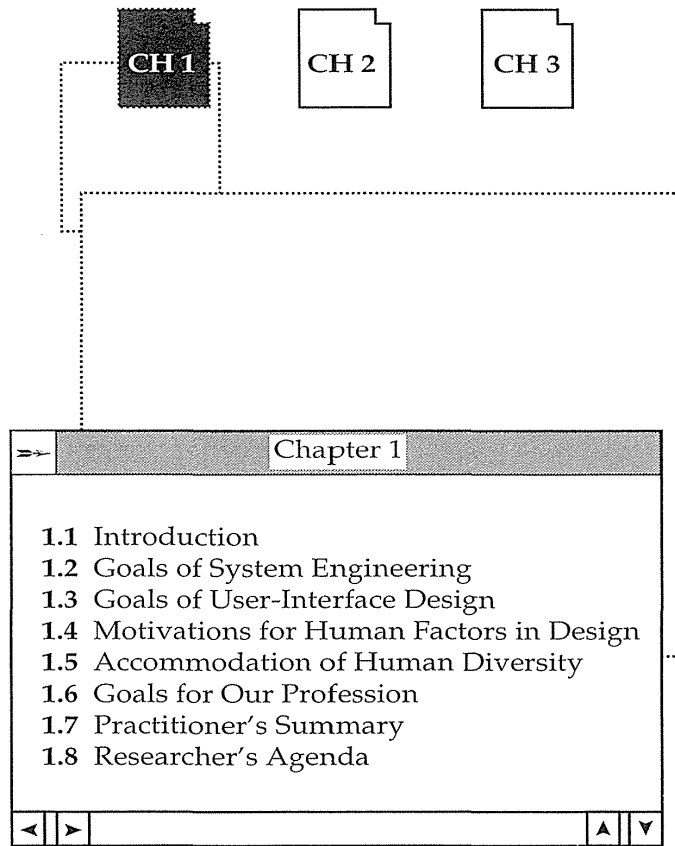 CH 1 CH 2 CH 3
Chapter 1
1.1 Introduction
1.2 Goals of System Engineering
1.3 Goals of User-Interface Design
1.4 Motivations for Human Factors in Design
1.5 Accommodation of Human Diversity
1.6 Goals for Our Profession
1.7 Practitioner's Summary
1.8 Researcher's Agenda